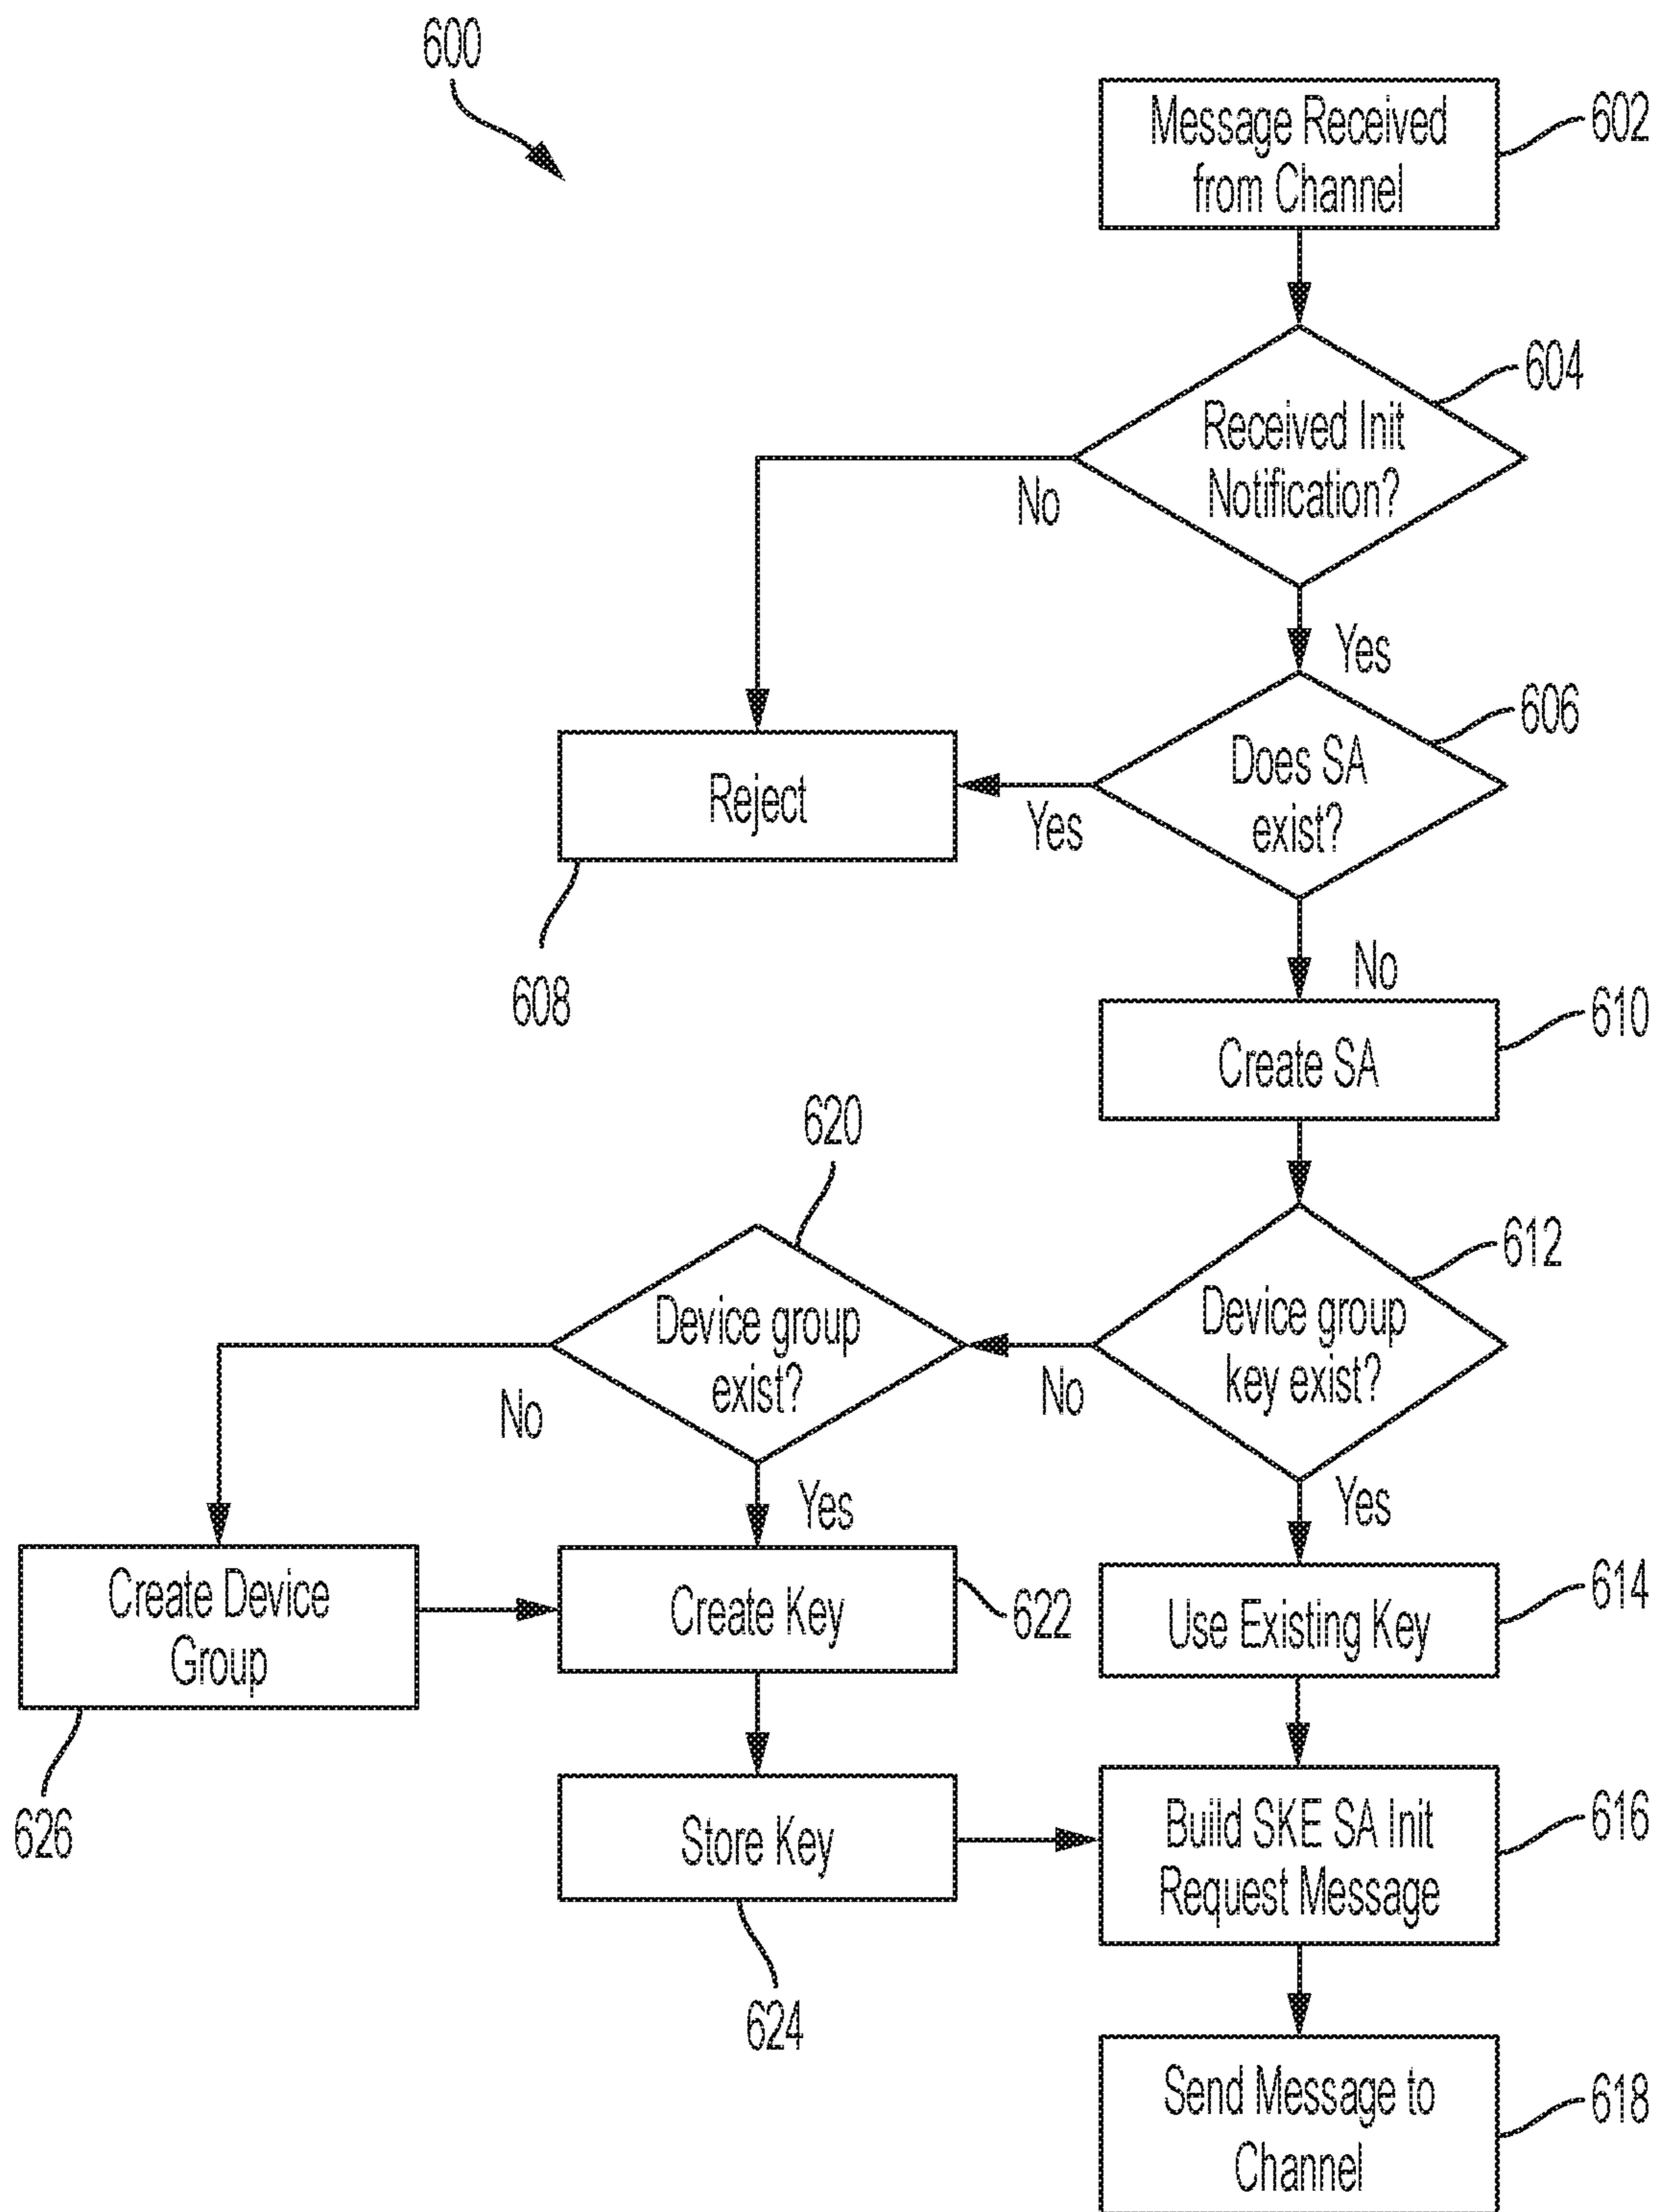 600
Message Received
from Channel
602
604
Received Init
Notification?
No
Yes
606
Does SA
exist?
Yes
Reject
608
No
610
Create SA
620
612
Device group
key exist?
No
Device group
exist?
No
Yes
Yes
Create Device
Group
626
Create Key
622
Use Existing Key
614
Store Key
624
Build SKE SA Init
Request Message
616
Send Message to
Channel
618